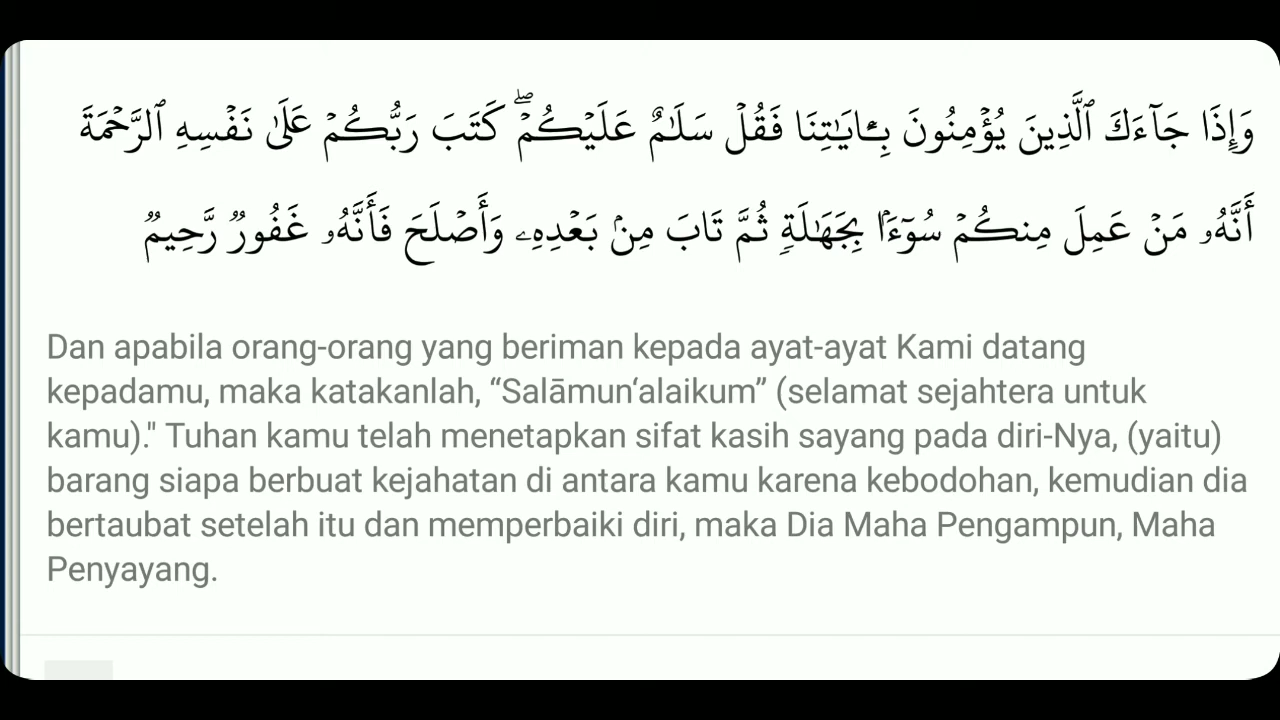 وَإِذَا جَآءَكَ ٱلَّذِينَ يُؤۡمِنُونَ بِـَٔايَٰتِنَا فَقُلۡ سَلَٰمٌ عَلَيۡكُمۡۖ كَتَبَ رَبُّكُمۡ عَلَىٰ نَفۡسِهِ ٱلرَّحۡمَةَ
أَنَّهُۥ مَنۡ عَمِلَ مِنكُمۡ سُوٓءَۢا بِجَهَٰلَةٖ ثُمَّ تَابَ مِنۢ بَعۡدِهِۦ وَأَصۡلَحَ فَأَنَّهُۥ غَفُورٞ رَّحِيمٞ
Dan apabila orang-orang yang beriman kepada ayat-ayat Kami datang
kepadamu, maka katakanlah, “Salāmun‘alaikum” (selamat sejahtera untuk
kamu)." Tuhan kamu telah menetapkan sifat kasih sayang pada diri-Nya, (yaitu)
barang siapa berbuat kejahatan di antara kamu karena kebodohan, kemudian dia
bertaubat setelah itu dan memperbaiki diri, maka Dia Maha Pengampun, Maha
Penyayang.